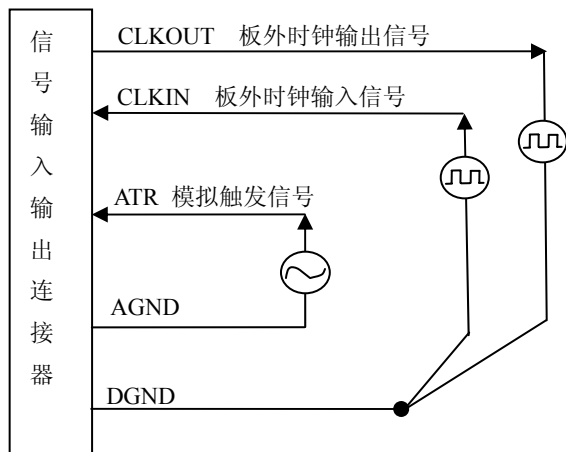 信号输入输出连接器
CLKOUT 板外时钟输出信号
CLKIN 板外时钟输入信号
ATR 模拟触发信号
AGND
DGND